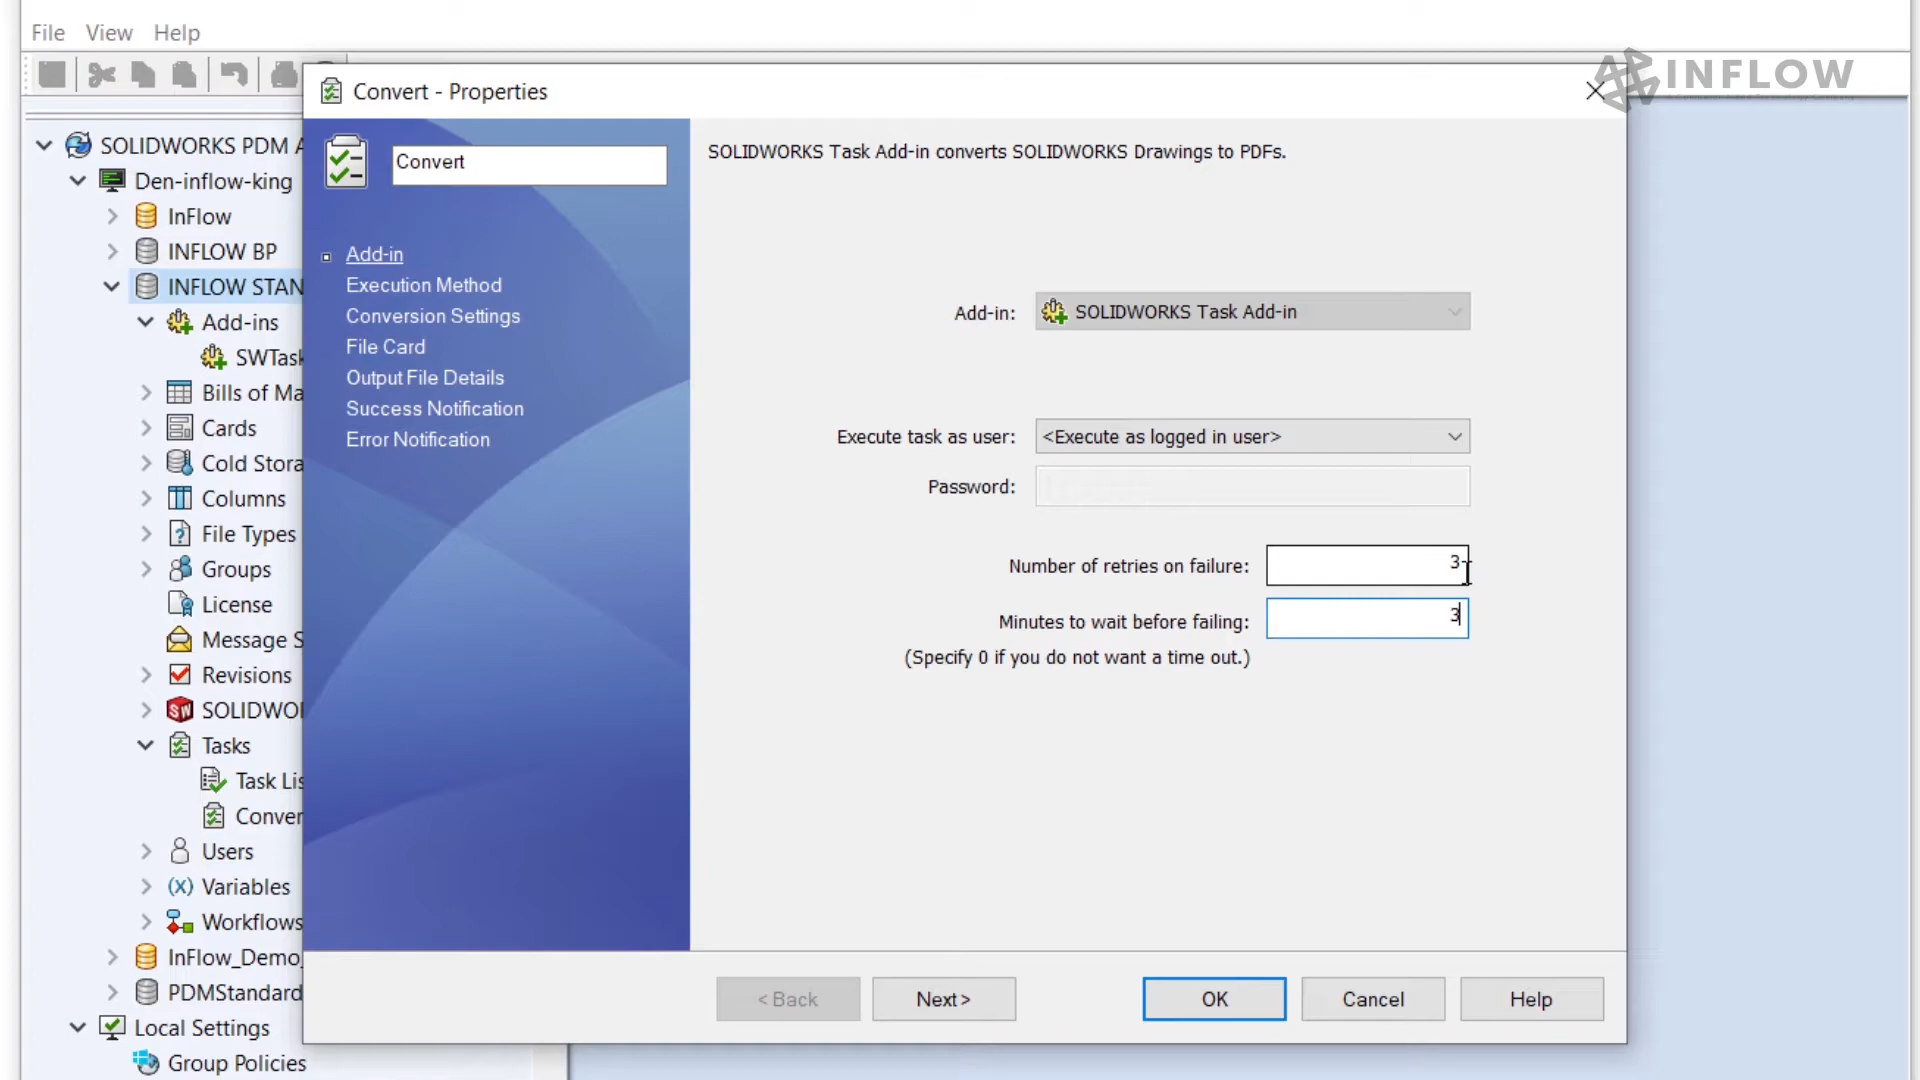 File View Help
INFLOW
Convert - Properties
SOLIDWORKS PDM A
Den-inflow-king
InFlow
INFLOW BP
INFLOW STAN
Add-ins
SWTask
Bills of Ma
Cards
Cold Stora
Columns
File Types
Groups
License
Message S
Revisions
SOLIDWOR
Tasks
Task Lis
Conver
Users
Variables
Workflows
InFlow_Demo_
PDMStandard
Local Settings
Group Policies
Convert
Add-in
Execution Method
Conversion Settings
File Card
Output File Details
Success Notification
Error Notification
SOLIDWORKS Task Add-in converts SOLIDWORKS Drawings to PDFs.
Add-in: SOLIDWORKS Task Add-in
Execute task as user: <Execute as logged in user>
Password:
Number of retries on failure: 3
Minutes to wait before failing: 3
(Specify 0 if you do not want a time out.)
< Back Next> OK Cancel Help